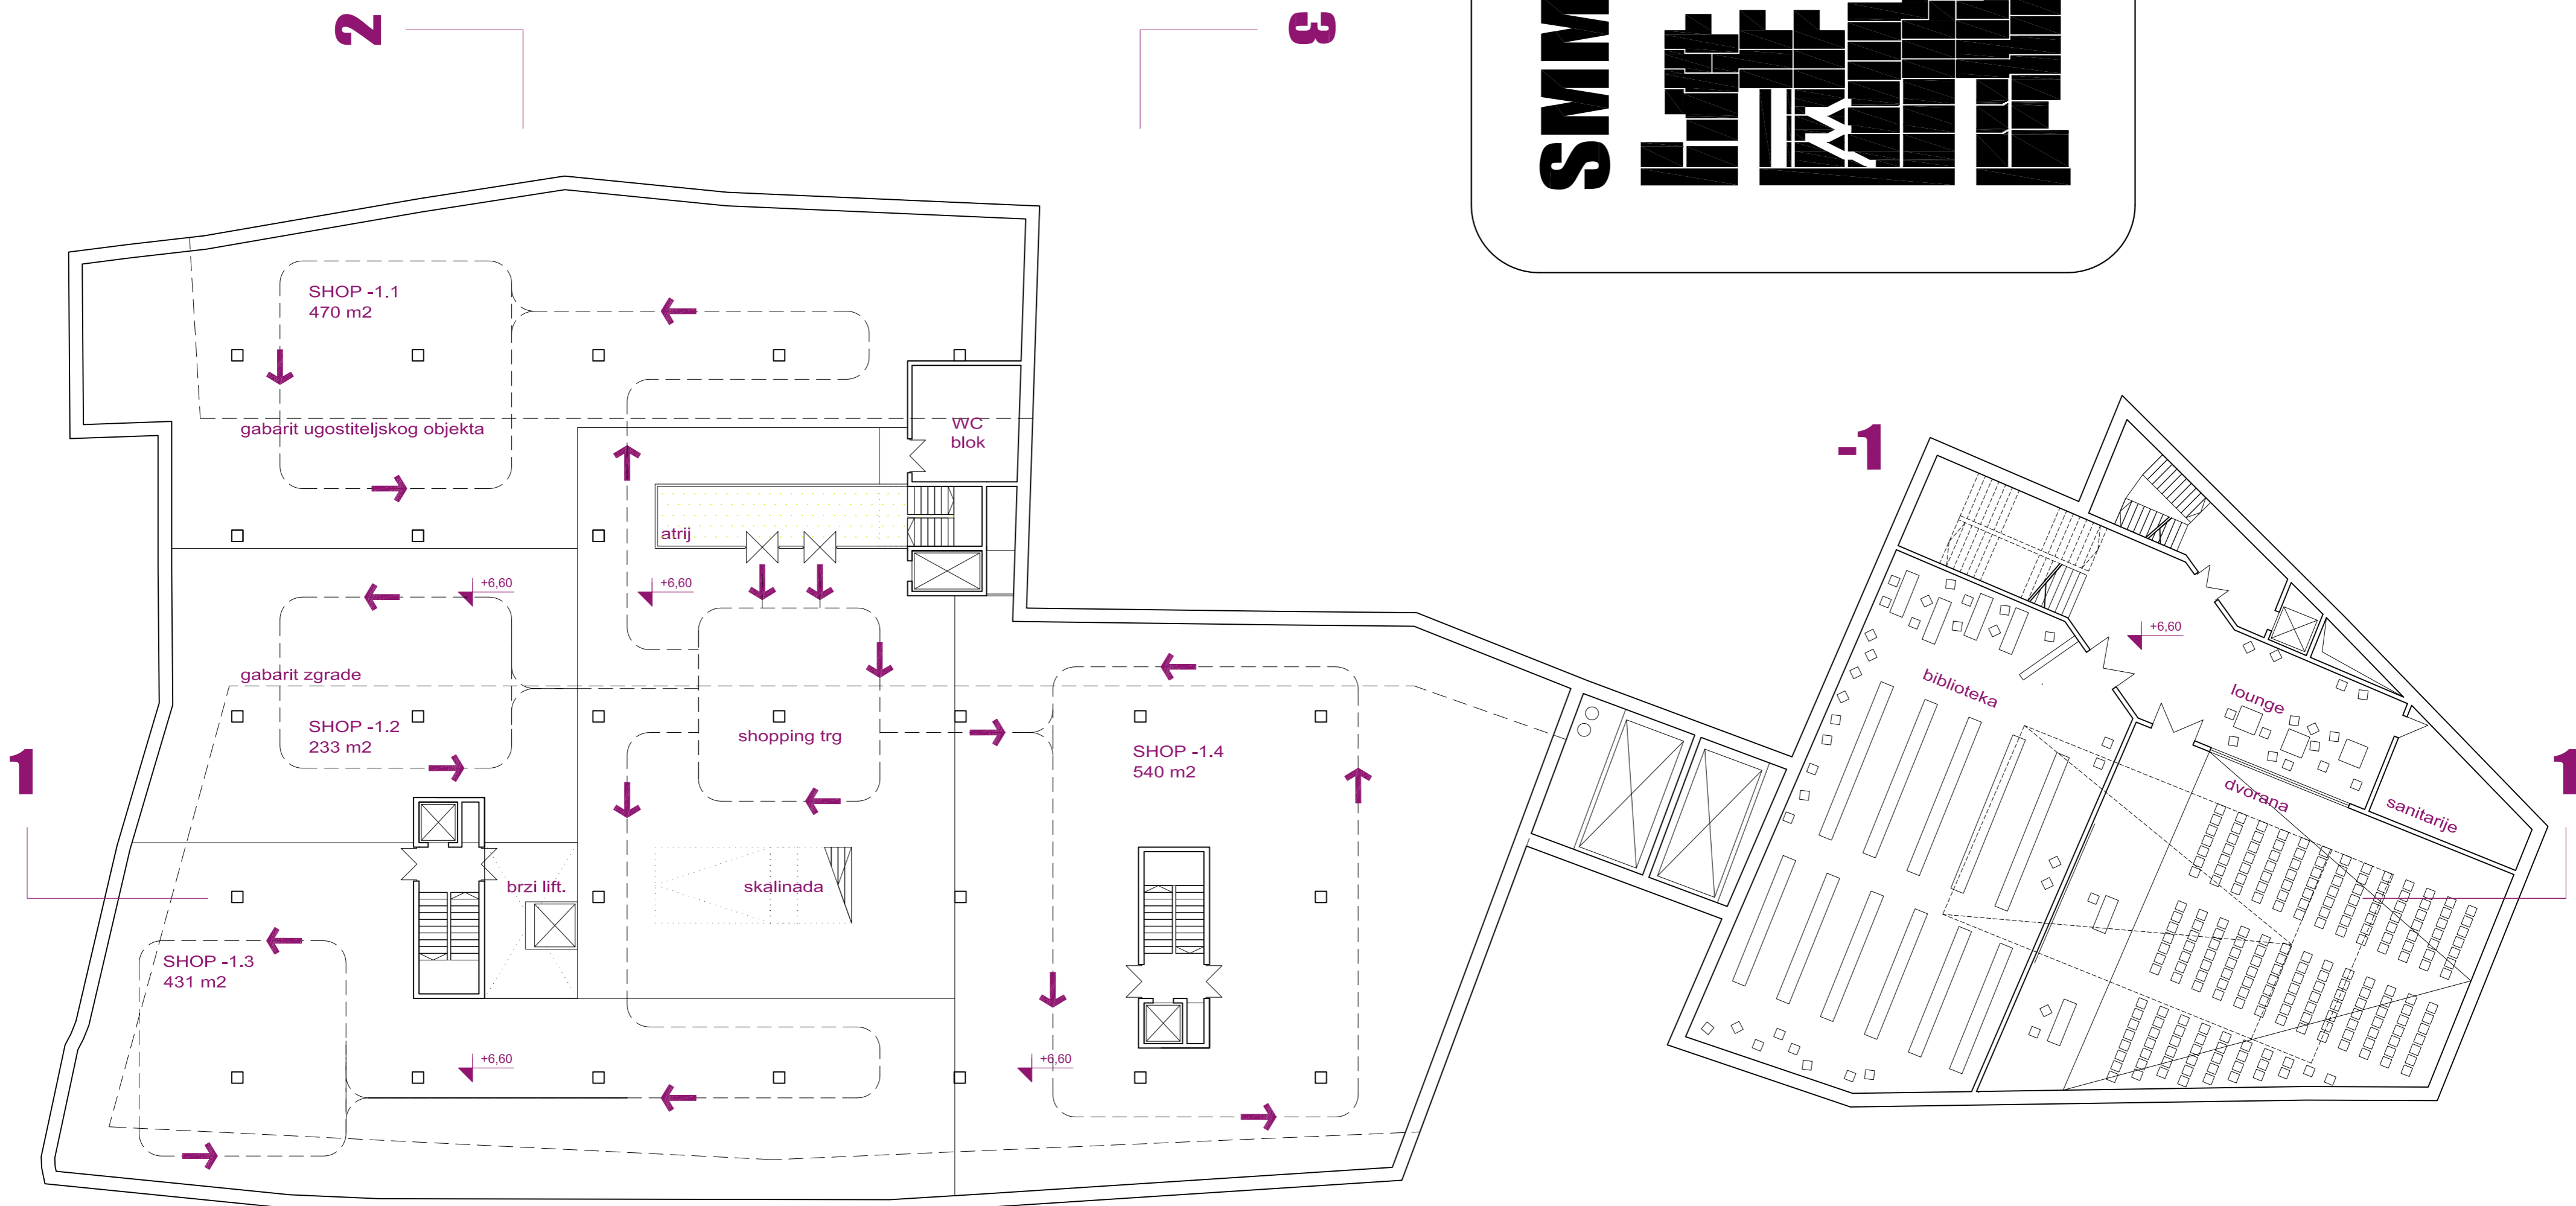 2
3
SMM
SHOP -1.1
470 m2
gabarit ugostiteljskog objekta
WC
blok
-1
atrij
+6,60
+6,60
+6,60
gabarit zgrade
SHOP -1.2
233 m2
shopping trg
SHOP -1.4
540 m2
biblioteka
lounge
dvorana
sanitarije
1
1
brzi lift.
skalinada
SHOP -1.3
431 m2
+6,60
+6,60